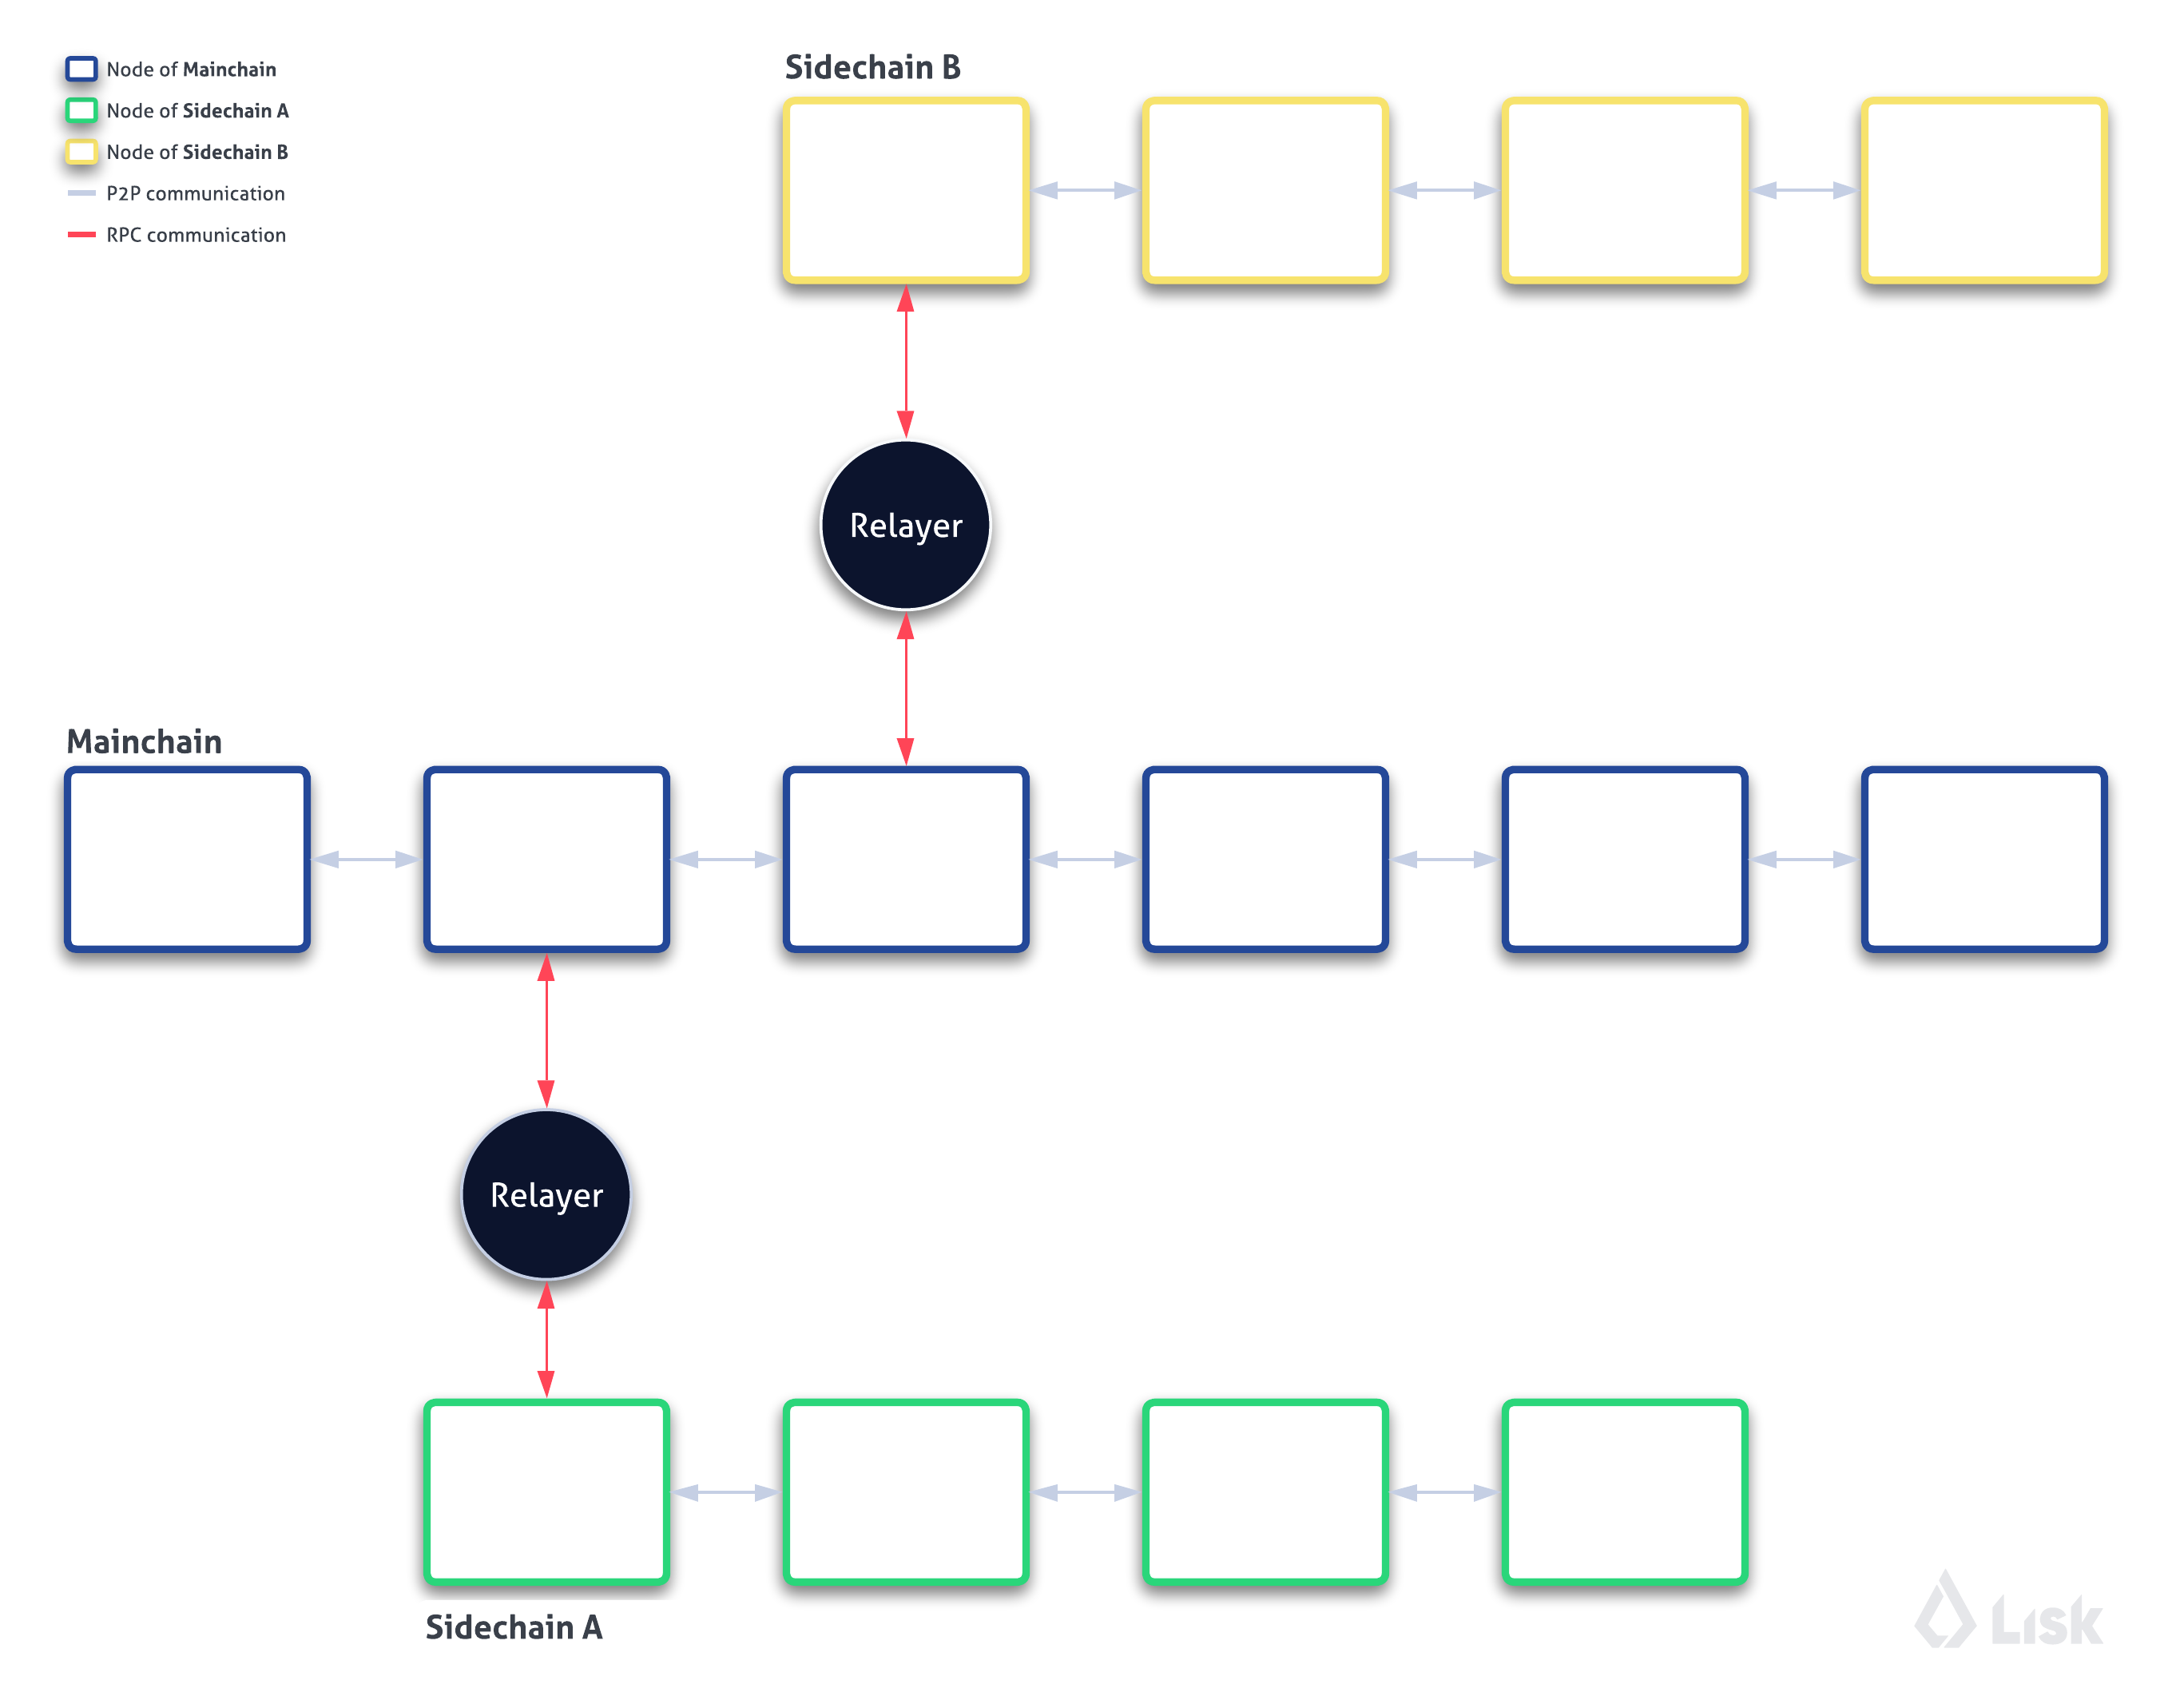 Node of Mainchain
Node of Sidechain A
Node of Sidechain B
P2P communication
RPC communication
Sidechain B
Relayer
Mainchain
Relayer
Sidechain A
Lisk